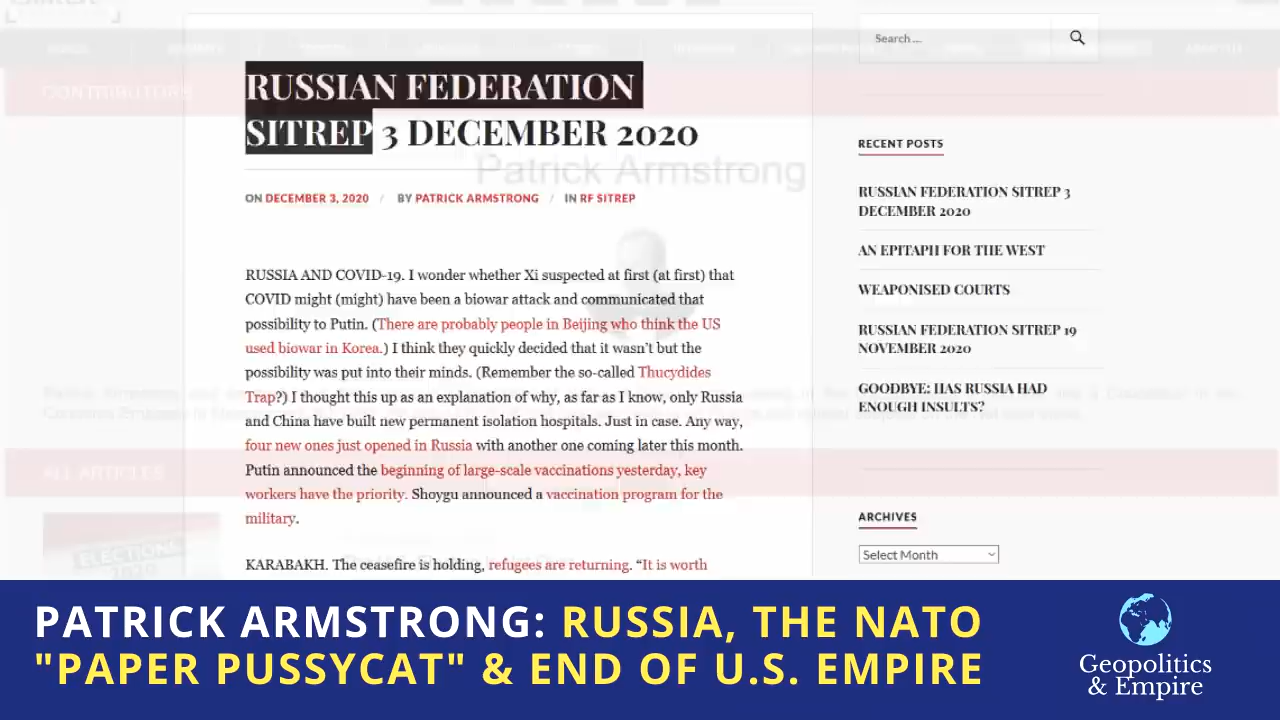 Search ...
CONTRIBUTORS
RUSSIAN FEDERATION
SITREP 3 DECEMBER 2020
Patrick Armstrong
ON DECEMBER 3, 2020 / BY PATRICK ARMSTRONG / IN RF SITREP
RUSSIA AND COVID-19. I wonder whether Xi suspected at first (at first) that
COVID might (might) have been a biowar attack and communicated that
possibility to Putin. (There are probably people in Beijing who think the US
used biowar in Korea.) I think they quickly decided that it wasn't but the
possibility was put into their minds. (Remember the so-called Thucydides
Trap?) I thought this up as an explanation of why, as far as I know, only Russia
and China have built new permanent isolation hospitals. Just in case. Any way,
four new ones just opened in Russia with another one coming later this month.
Putin announced the beginning of large-scale vaccinations yesterday, key
workers have the priority. Shoygu announced a vaccination program for the
military.
KARABAKH. The ceasefire is holding, refugees are returning. "It is worth
ALL ARTICLES
ELECTION
2020
RECENT POSTS
RUSSIAN FEDERATION SITREP 3
DECEMBER 2020
AN EPITAPH FOR THE WEST
WEAPONISED COURTS
RUSSIAN FEDERATION SITREP 19
NOVEMBER 2020
GOODBYE: HAS RUSSIA HAD
ENOUGH INSULTS?
ARCHIVES
Select Month
PATRICK ARMSTRONG: RUSSIA, THE NATO
"PAPER PUSSYCAT" & END OF U.S. EMPIRE
Geopolitics
& Empire